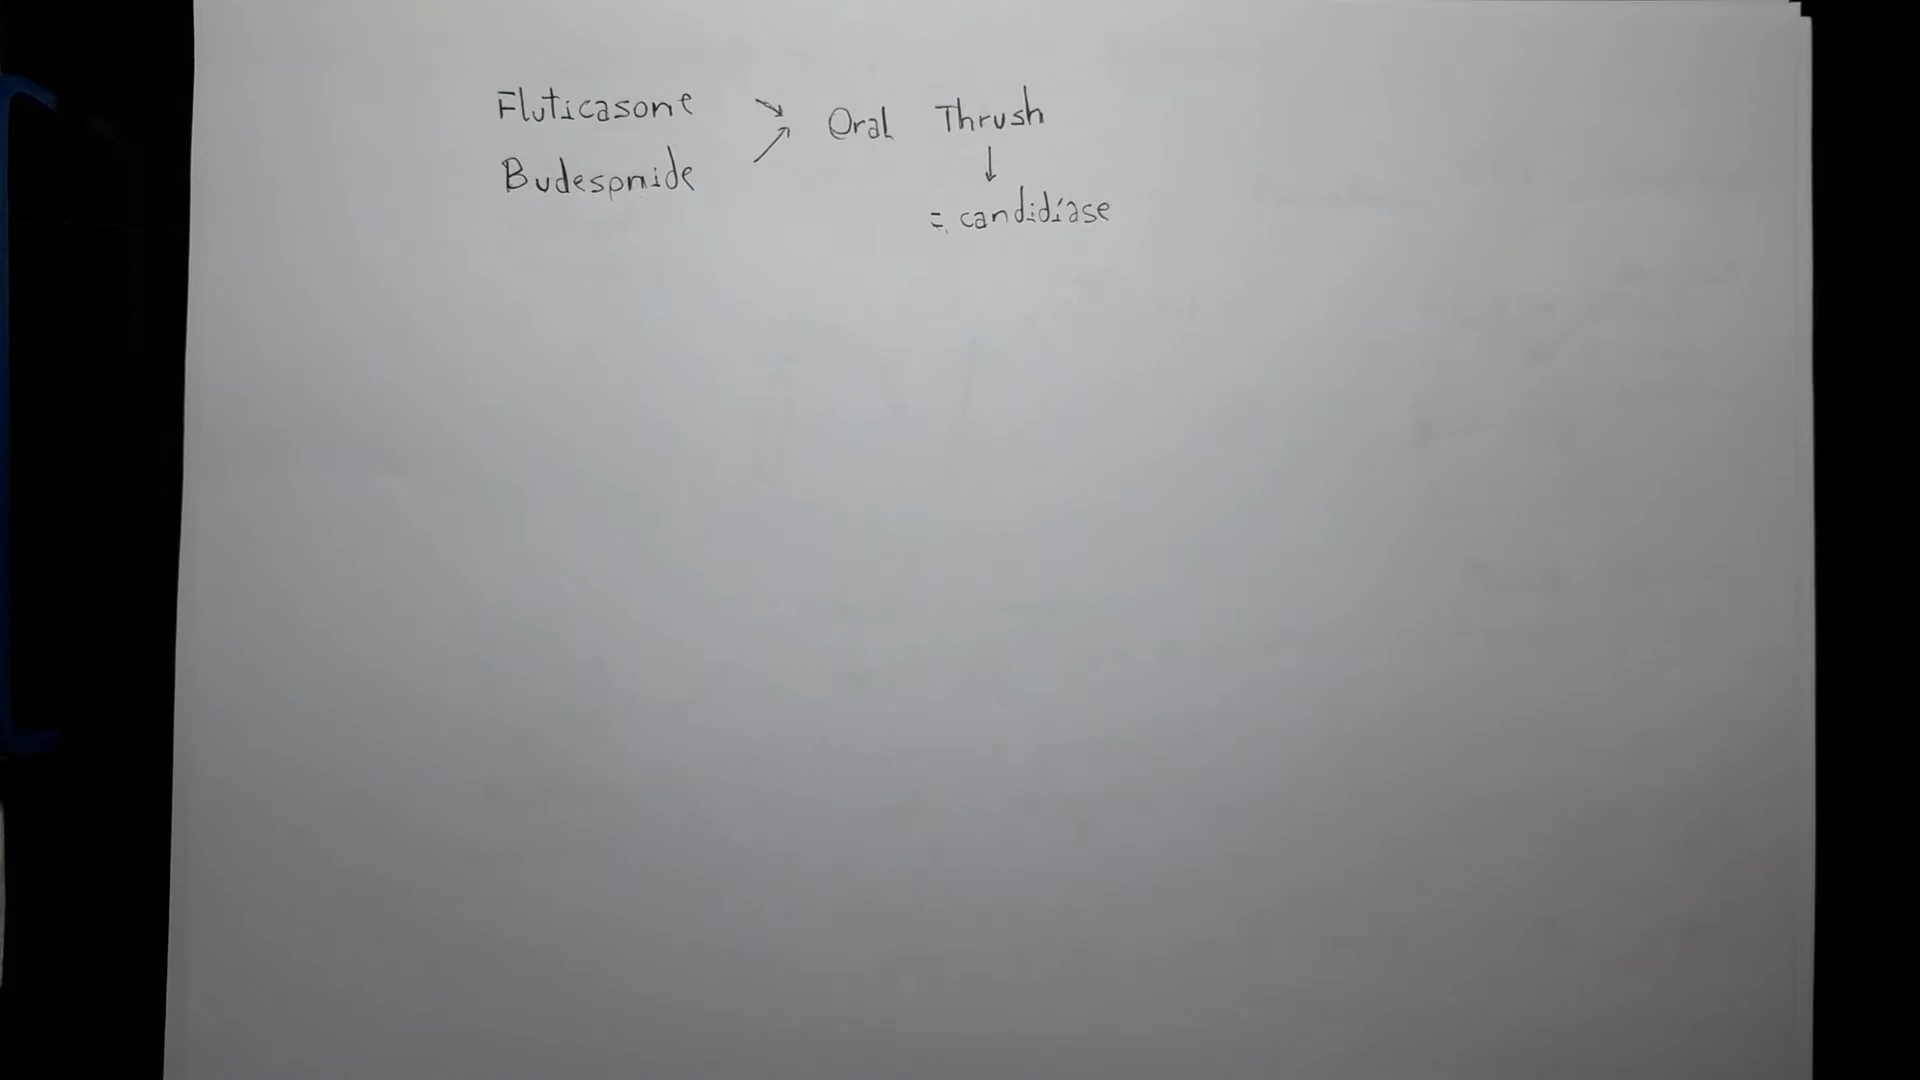 Fluticasone ↘ Oral Thrush
Budesonide ↗
↓
= candidíase